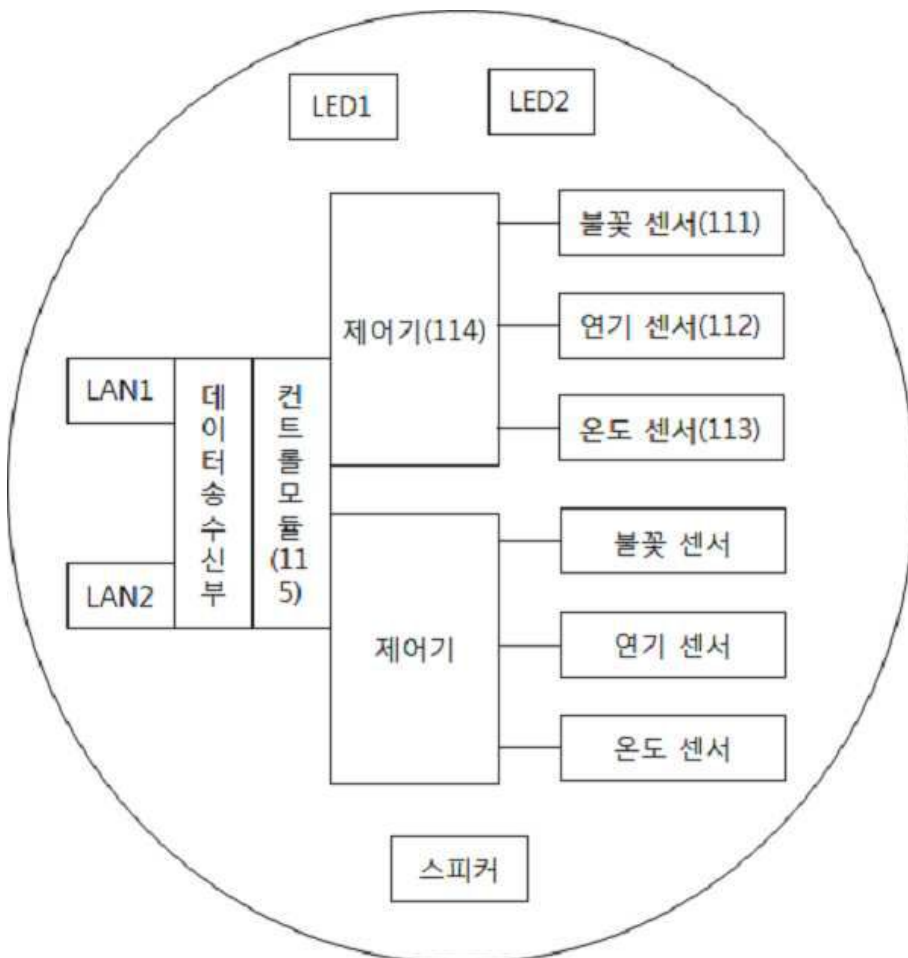 LED1
LED2
불꽃 센서(111)
제어기(114)
연기 센서(112)
온도 센서(113)
LAN1
LAN2
데
이
터
송
수
신
부
컨
트
롤
모
듈
(11
5)
제어기
불꽃 센서
연기 센서
온도 센서
스피커